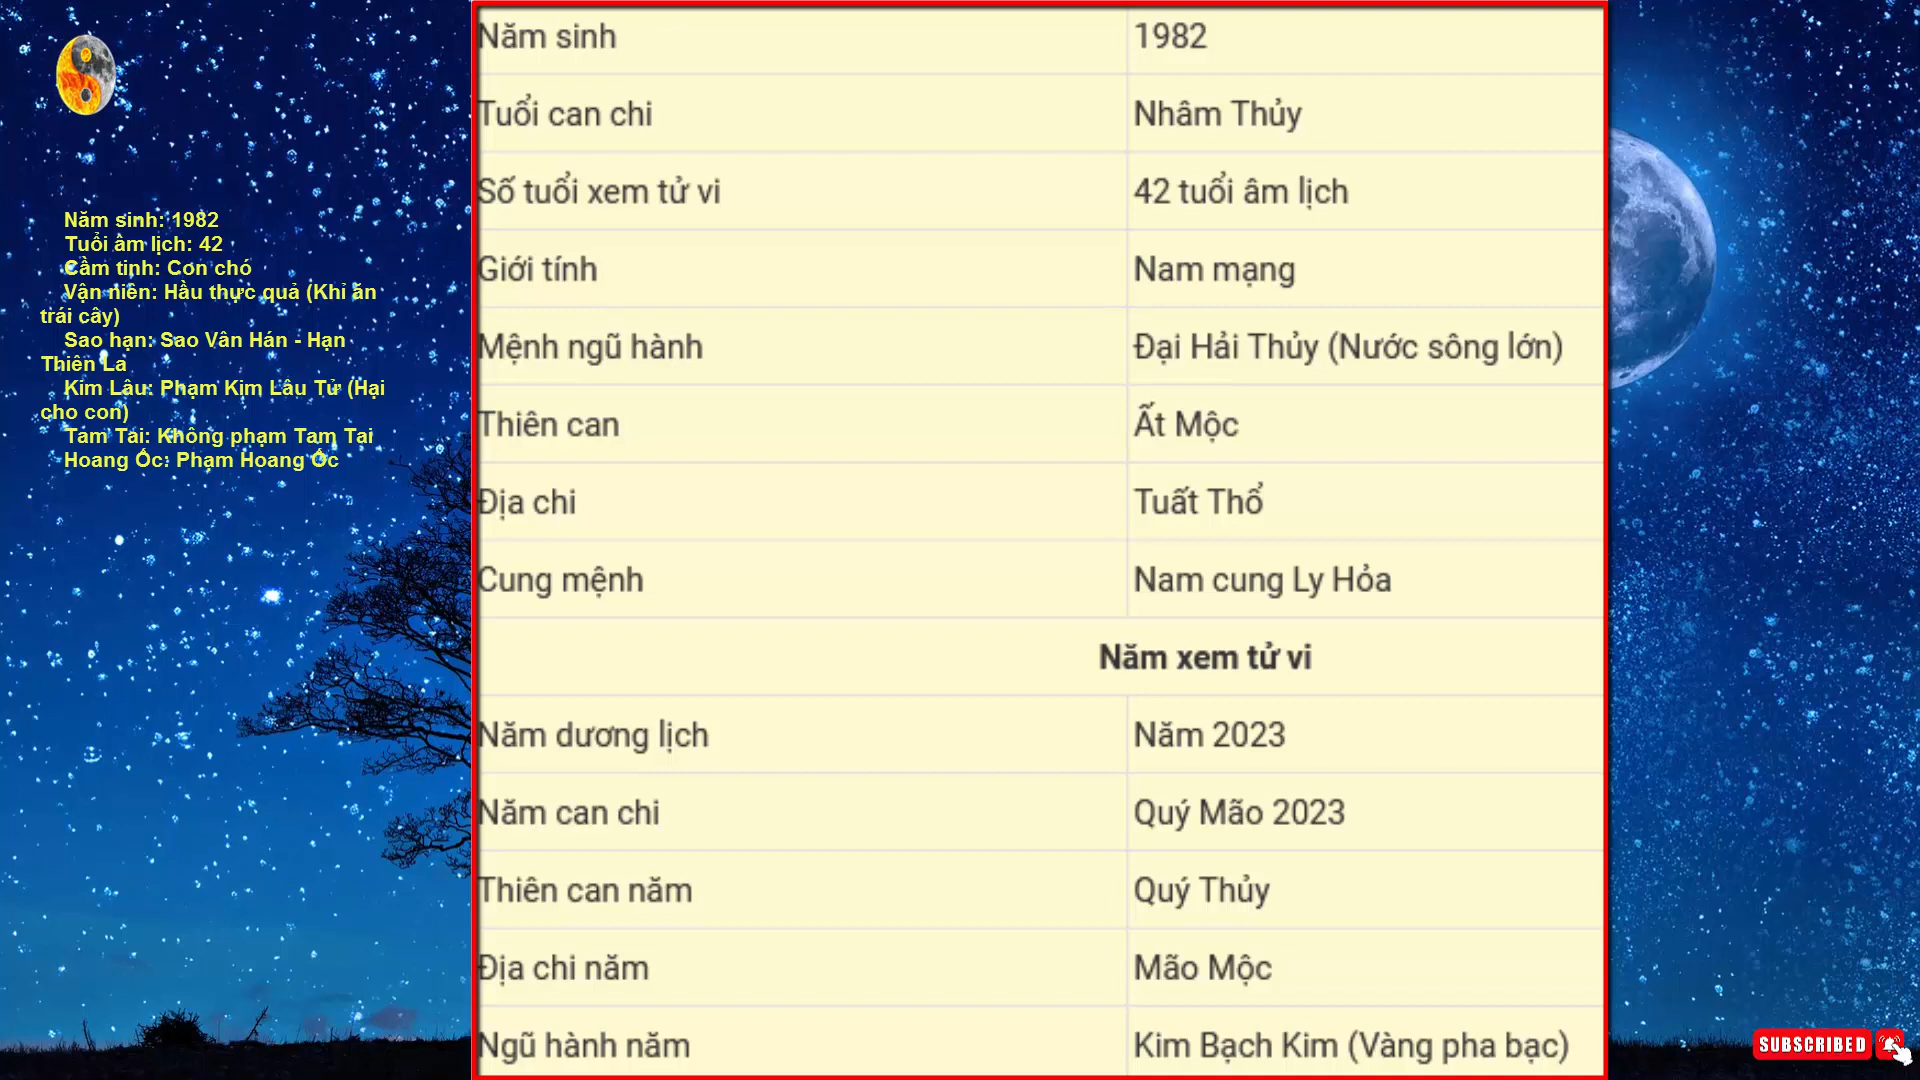 Năm sinh: 1982
Tuổi âm lịch: 42
Cầm tinh: Con chó
Vận niên: Hầu thực quả (Khỉ ăn
trái cây)
Sao hạn: Sao Vân Hán - Hạn
Thiên La
Kim Lâu: Phạm Kim Lâu Tử (Hại
cho con)
Tam Tai: Không phạm Tam Tai
Hoang Ốc: Phạm Hoang Ốc
Năm sinh 1982
Tuổi can chi Nhâm Thủy
Số tuổi xem tử vi 42 tuổi âm lịch
Giới tính Nam mạng
Mệnh ngũ hành Đại Hải Thủy (Nước sông lớn)
Thiên can Ất Mộc
Địa chi Tuất Thổ
Cung mệnh Nam cung Ly Hỏa
Năm xem tử vi
Năm dương lịch Năm 2023
Năm can chi Quý Mão 2023
Thiên can năm Quý Thủy
Địa chi năm Mão Mộc
Ngũ hành năm Kim Bạch Kim (Vàng pha bạc)
SUBSCRIBED